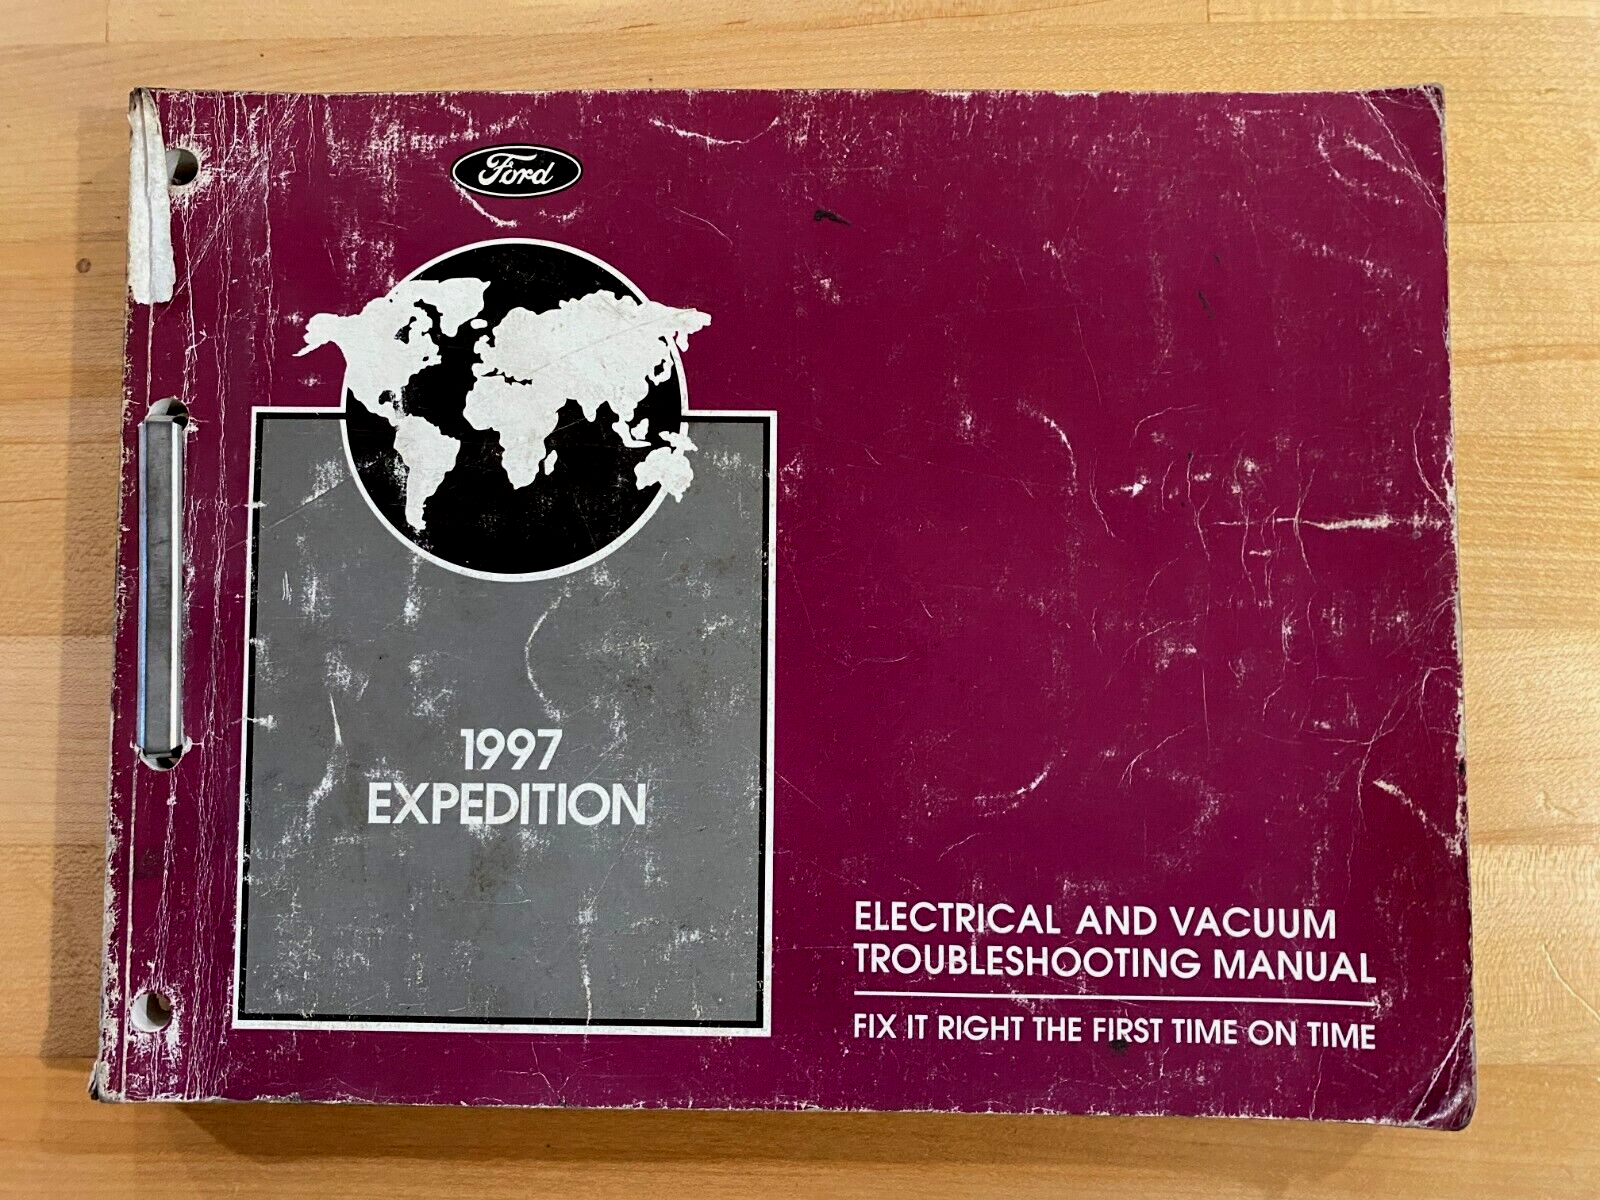 Ford
1997
EXPEDITION
ELECTRICAL AND VACUUM
TROUBLESHOOTING MANUAL
FIX IT RIGHT THE FIRST TIME ON TIME